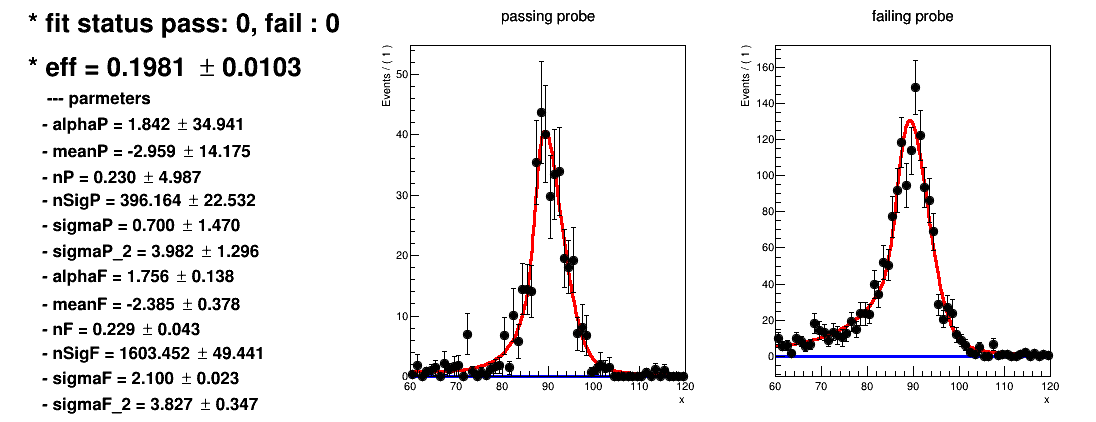 * fit status pass: 0, fail : 0
* eff = 0.1981 ± 0.0103
--- parmeters
- alphaP = 1.842 ± 34.941
- meanP = -2.959 ± 14.175
- nP = 0.230 ± 4.987
- nSigP = 396.164 ± 22.532
- sigmaP = 0.700 ± 1.470
- sigmaP_2 = 3.982 ± 1.296
- alphaF = 1.756 ± 0.138
- meanF = -2.385 ± 0.378
- nF = 0.229 ± 0.043
- nSigF = 1603.452 ± 49.441
- sigmaF = 2.100 ± 0.023
- sigmaF_2 = 3.827 ± 0.347
passing probe
Events / ( 1 )
50
40
30
20
10
0
60 70 80 90 100 110 120
x
failing probe
Events / ( 1 )
160
140
120
100
80
60
40
20
0
60 70 80 90 100 110 120
x